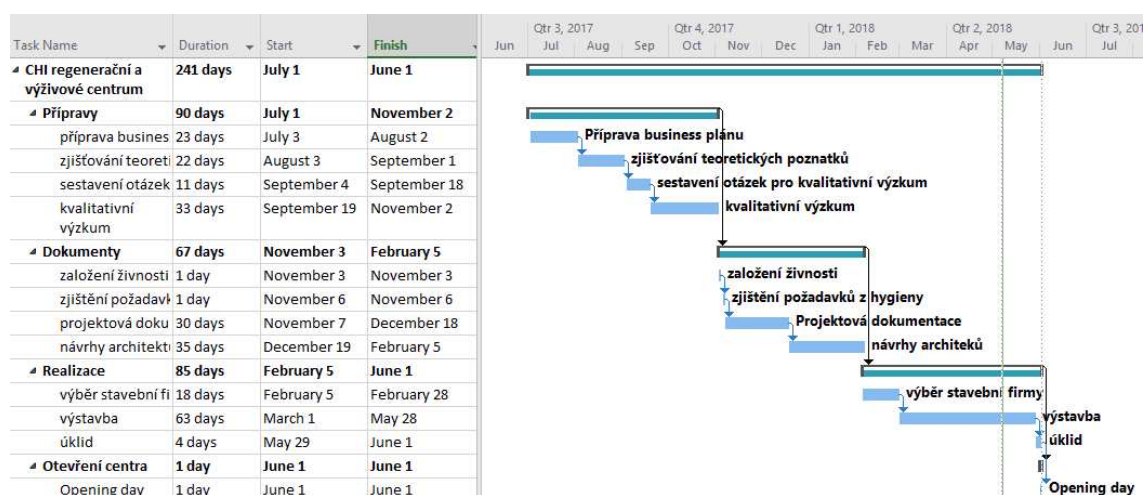 Qtr 3, 2017 Qtr 4, 2017 Qtr 1, 2018 Qtr 2, 2018 Qtr 3, 201
Task Name Duration Start Finish Jun Jul Aug Sep Oct Nov Dec Jan Feb Mar Apr May Jun Jul
CHI regenerační a 241 days July 1 June 1
výživové centrum
Přípravy 90 days July 1 November 2
příprava busines 23 days July 3 August 2 Příprava business plánu
zjišťování teoreti 22 days August 3 September 1 zjišťování teoretických poznatků
sestavení otázek 11 days September 4 September 18 sestavení otázek pro kvalitativní výzkum
kvalitativní 33 days September 19 November 2 kvalitativní výzkum
výzkum
Dokumenty 67 days November 3 February 5
založení živnosti 1 day November 3 November 3 založení živnosti
zjištění požadavk 1 day November 6 November 6 zjištění požadavků z hygieny
projektová doku 30 days November 7 December 18 Projektová dokumentace
návrhy architekt 35 days December 19 February 5 návrhy architeků
Realizace 85 days February 5 June 1
výběr stavební fi 18 days February 5 February 28 výběr stavební firmy
výstavba 63 days March 1 May 28 výstavba
úklid 4 days May 29 June 1 úklid
Otevření centra 1 day June 1 June 1
Opening day 1 day June 1 June 1 Opening day